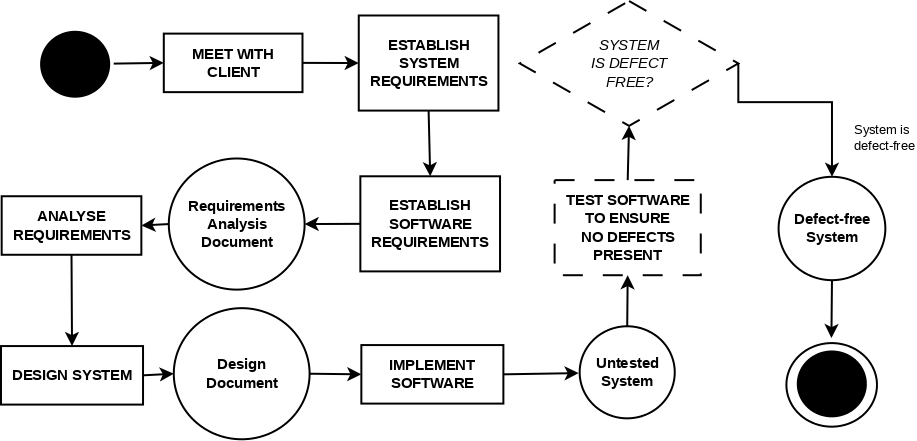 MEET WITH
CLIENT
ESTABLISH
SYSTEM
REQUIREMENTS
SYSTEM
IS DEFECT
FREE?
System is
defect-free
ANALYSE
REQUIREMENTS
Requirements
Analysis
Document
ESTABLISH
SOFTWARE
REQUIREMENTS
TEST SOFTWARE
TO ENSURE
NO DEFECTS
PRESENT
Defect-free
System
DESIGN SYSTEM
Design
Document
IMPLEMENT
SOFTWARE
Untested
System